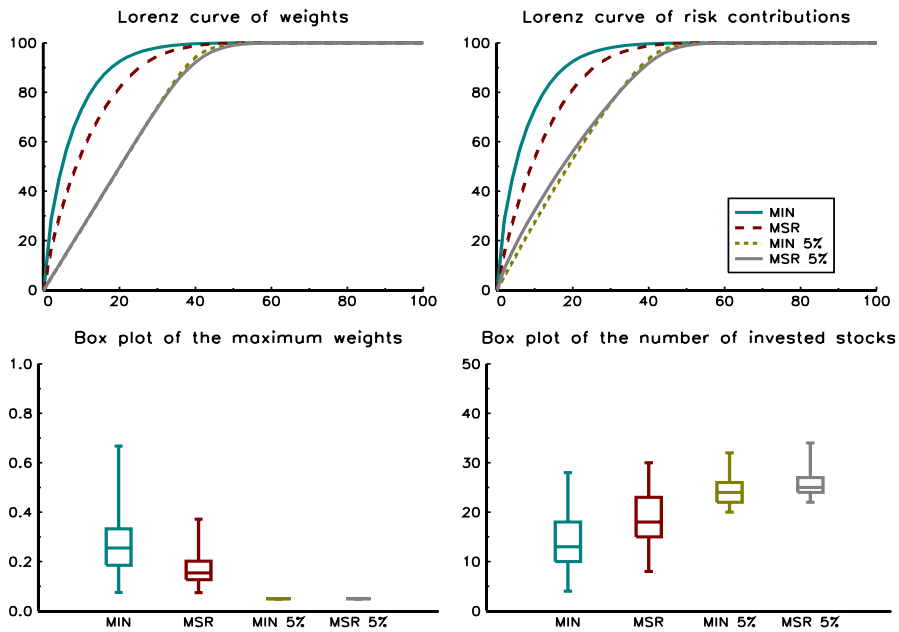 Lorenz curve of weights
100
80
60
40
20
0
0 20 40 60 80 100
Lorenz curve of risk contributions
100
80
60
40
20
0
0 20 40 60 80 100
MIN
MSR
MIN 5%
MSR 5%
Box plot of the maximum weights
1.0
0.8
0.6
0.4
0.2
0.0
MIN MSR MIN 5% MSR 5%
Box plot of the number of invested stocks
50
40
30
20
10
0
MIN MSR MIN 5% MSR 5%